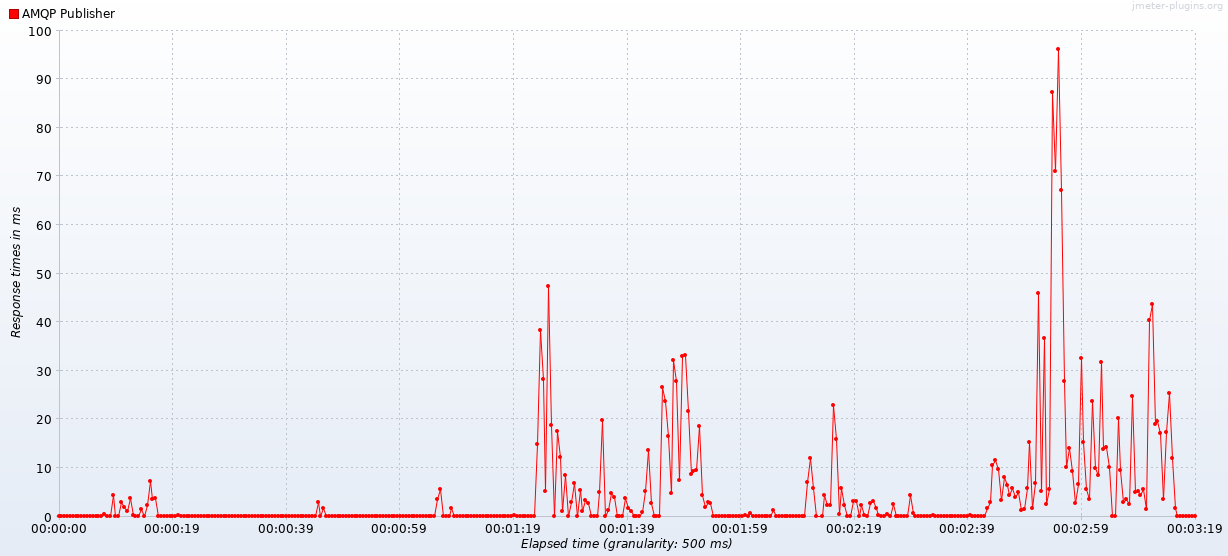 jmeter-plugins.org
AMQP Publisher
100
90
80
70
60
50
40
30
20
10
0
Response times in ms
00:00:00 00:00:19 00:00:39 00:00:59 00:01:19 00:01:39 00:01:59 00:02:19 00:02:39 00:02:59 00:03:19
Elapsed time (granularity: 500 ms)